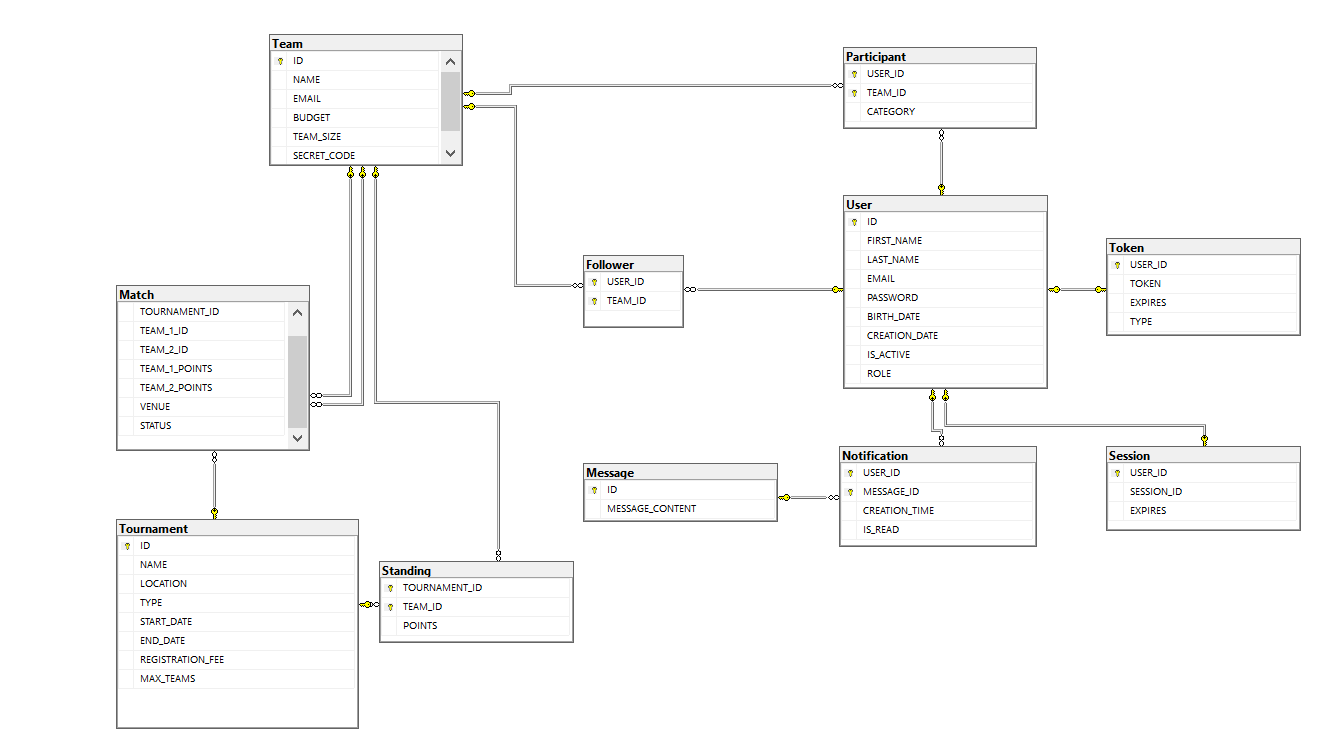 Team
ID
NAME
EMAIL
BUDGET
TEAM_SIZE
SECRET_CODE
Participant
USER_ID
TEAM_ID
CATEGORY
User
ID
FIRST_NAME
LAST_NAME
EMAIL
PASSWORD
BIRTH_DATE
CREATION_DATE
IS_ACTIVE
ROLE
Token
USER_ID
TOKEN
EXPIRES
TYPE
Follower
USER_ID
TEAM_ID
Match
TOURNAMENT_ID
TEAM_1_ID
TEAM_2_ID
TEAM_1_POINTS
TEAM_2_POINTS
VENUE
STATUS
Message
ID
MESSAGE_CONTENT
Notification
USER_ID
MESSAGE_ID
CREATION_TIME
IS_READ
Session
USER_ID
SESSION_ID
EXPIRES
Tournament
ID
NAME
LOCATION
TYPE
START_DATE
END_DATE
REGISTRATION_FEE
MAX_TEAMS
Standing
TOURNAMENT_ID
TEAM_ID
POINTS